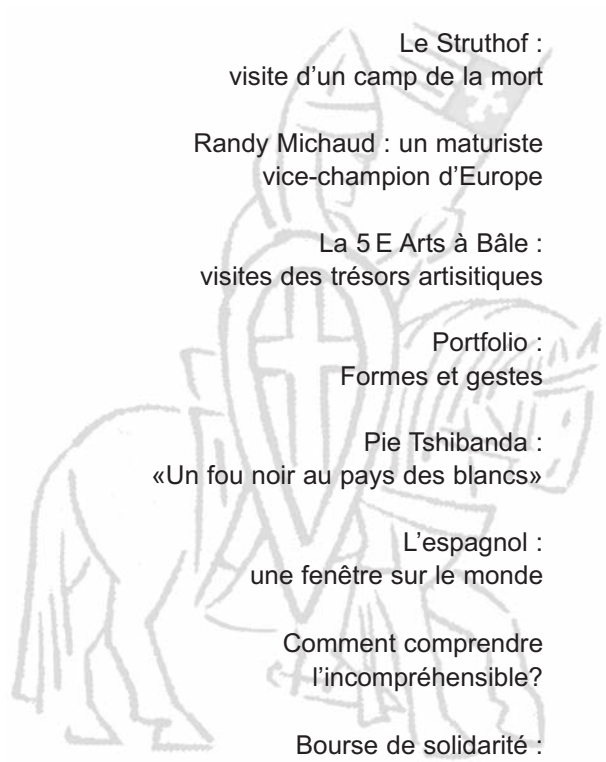 Le Struthof :
visite d'un camp de la mort
Randy Michaud : un maturiste
vice-champion d'Europe
La 5 E Arts à Bâle :
visites des trésors artisitiques
Portfolio :
Formes et gestes
Pie Tshibanda :
«Un fou noir au pays des blancs»
L'espagnol :
une fenêtre sur le monde
Comment comprendre
l'incompréhensible?
Bourse de solidarité :